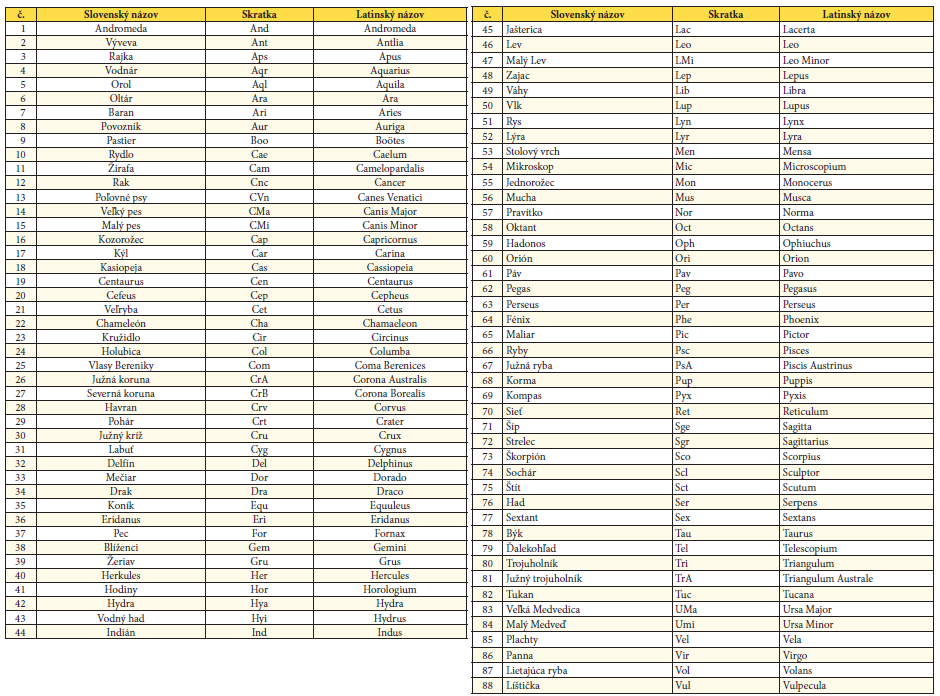 č. Slovenský názov Skratka Latinský názov
1 Andromeda And Andromeda
2 Výveva Ant Antlia
3 Rajka Aps Apus
4 Vodnár Aqr Aquarius
5 Orol Aql Aquila
6 Oltár Ara Ara
7 Baran Ari Aries
8 Povozník Aur Auriga
9 Pastier Boo Boötes
10 Rydlo Cae Caelum
11 Žirafa Cam Camelopardalis
12 Rak Cnc Cancer
13 Poľovné psy CVn Canes Venatici
14 Veľký pes CMa Canis Major
15 Malý pes CMi Canis Minor
16 Kozorožec Cap Capricornus
17 Kýl Car Carina
18 Kasiopeja Cas Cassiopeia
19 Centaurus Cen Centaurus
20 Cefeus Cep Cepheus
21 Veľryba Cet Cetus
22 Chameleón Cha Chamaeleon
23 Kružidlo Cir Circinus
24 Holubica Col Columba
25 Vlasy Bereniky Com Coma Berenices
26 Južná koruna CrA Corona Australis
27 Severná koruna CrB Corona Borealis
28 Havran Crv Corvus
29 Pohár Crt Crater
30 Južný kríž Cru Crux
31 Labuť Cyg Cygnus
32 Delfín Del Delphinus
33 Mečiar Dor Dorado
34 Drak Dra Draco
35 Koník Equ Equuleus
36 Eridanus Eri Eridanus
37 Pec For Fornax
38 Blíženci Gem Gemini
39 Žeriav Gru Grus
40 Herkules Her Hercules
41 Hodiny Hor Horologium
42 Hydra Hya Hydra
43 Vodný had Hyi Hydrus
44 Indián Ind Indus
č. Slovenský názov Skratka Latinský názov
45 Jašterica Lac Lacerta
46 Lev Leo Leo
47 Malý Lev LMi Leo Minor
48 Zajac Lep Lepus
49 Váhy Lib Libra
50 Vlk Lup Lupus
51 Rys Lyn Lynx
52 Lýra Lyr Lyra
53 Stolový vrch Men Mensa
54 Mikroskop Mic Microscopium
55 Jednorožec Mon Monocerus
56 Mucha Mus Musca
57 Pravítko Nor Norma
58 Oktant Oct Octans
59 Hadonos Oph Ophiuchus
60 Orión Ori Orion
61 Páv Pav Pavo
62 Pegas Peg Pegasus
63 Perseus Per Perseus
64 Fénix Phe Phoenix
65 Maliar Pic Pictor
66 Ryby Psc Pisces
67 Južná ryba PsA Piscis Austrinus
68 Korma Pup Puppis
69 Kompas Pyx Pyxis
70 Sieť Ret Reticulum
71 Šíp Sge Sagitta
72 Strelec Sgr Sagittarius
73 Škorpión Sco Scorpius
74 Sochár Scl Sculptor
75 Štít Sct Scutum
76 Had Ser Serpens
77 Sextant Sex Sextans
78 Býk Tau Taurus
79 Ďalekohľad Tel Telescopium
80 Trojuholník Tri Triangulum
81 Južný trojuholník TrA Triangulum Australe
82 Tukan Tuc Tucana
83 Veľká Medvedica UMa Ursa Major
84 Malý Medveď Umi Ursa Minor
85 Plachty Vel Vela
86 Panna Vir Virgo
87 Lietajúca ryba Vol Volans
88 Líštička Vul Vulpecula